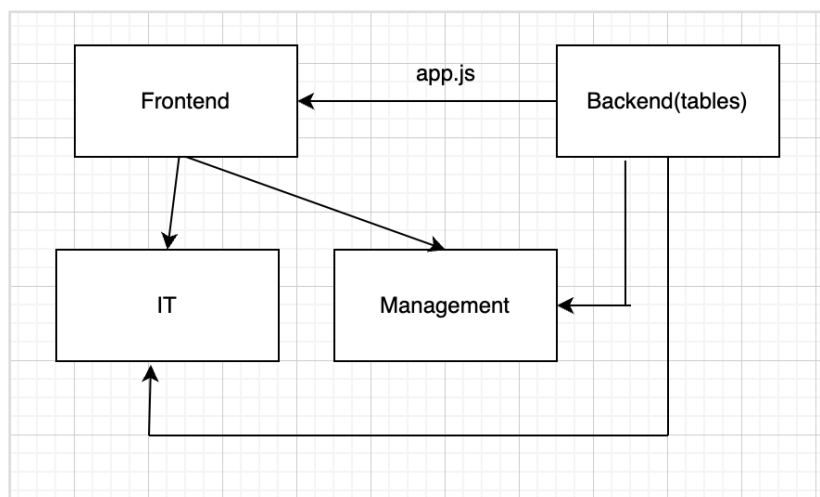 app.js
Frontend
Backend(tables)
IT
Management